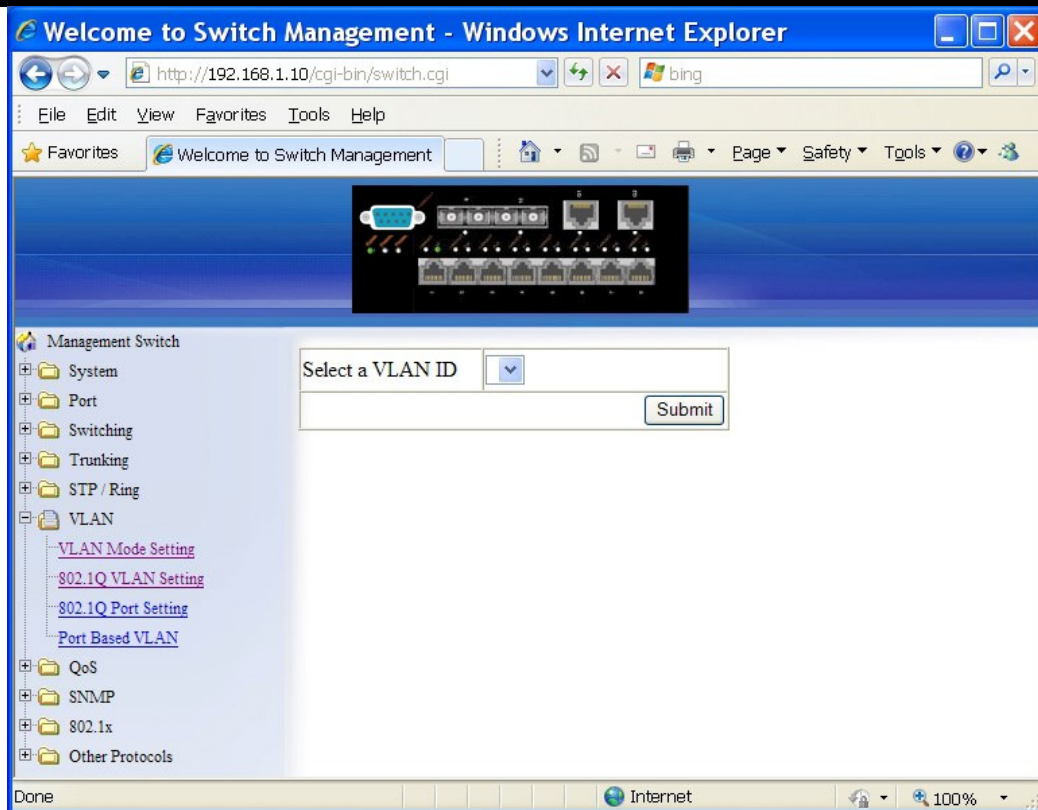 Welcome to Switch Management - Windows Internet Explorer
http://192.168.1.10/cgi-bin/switch.cgi
bing
File Edit View Favorites Tools Help
Favorites
Welcome to Switch Management
Page Safety Tools
Management Switch
System
Port
Switching
Trunking
STP / Ring
VLAN
VLAN Mode Setting
802.1Q VLAN Setting
802.1Q Port Setting
Port Based VLAN
QoS
SNMP
802.1x
Other Protocols
Select a VLAN ID
Submit
Done
Internet
100%